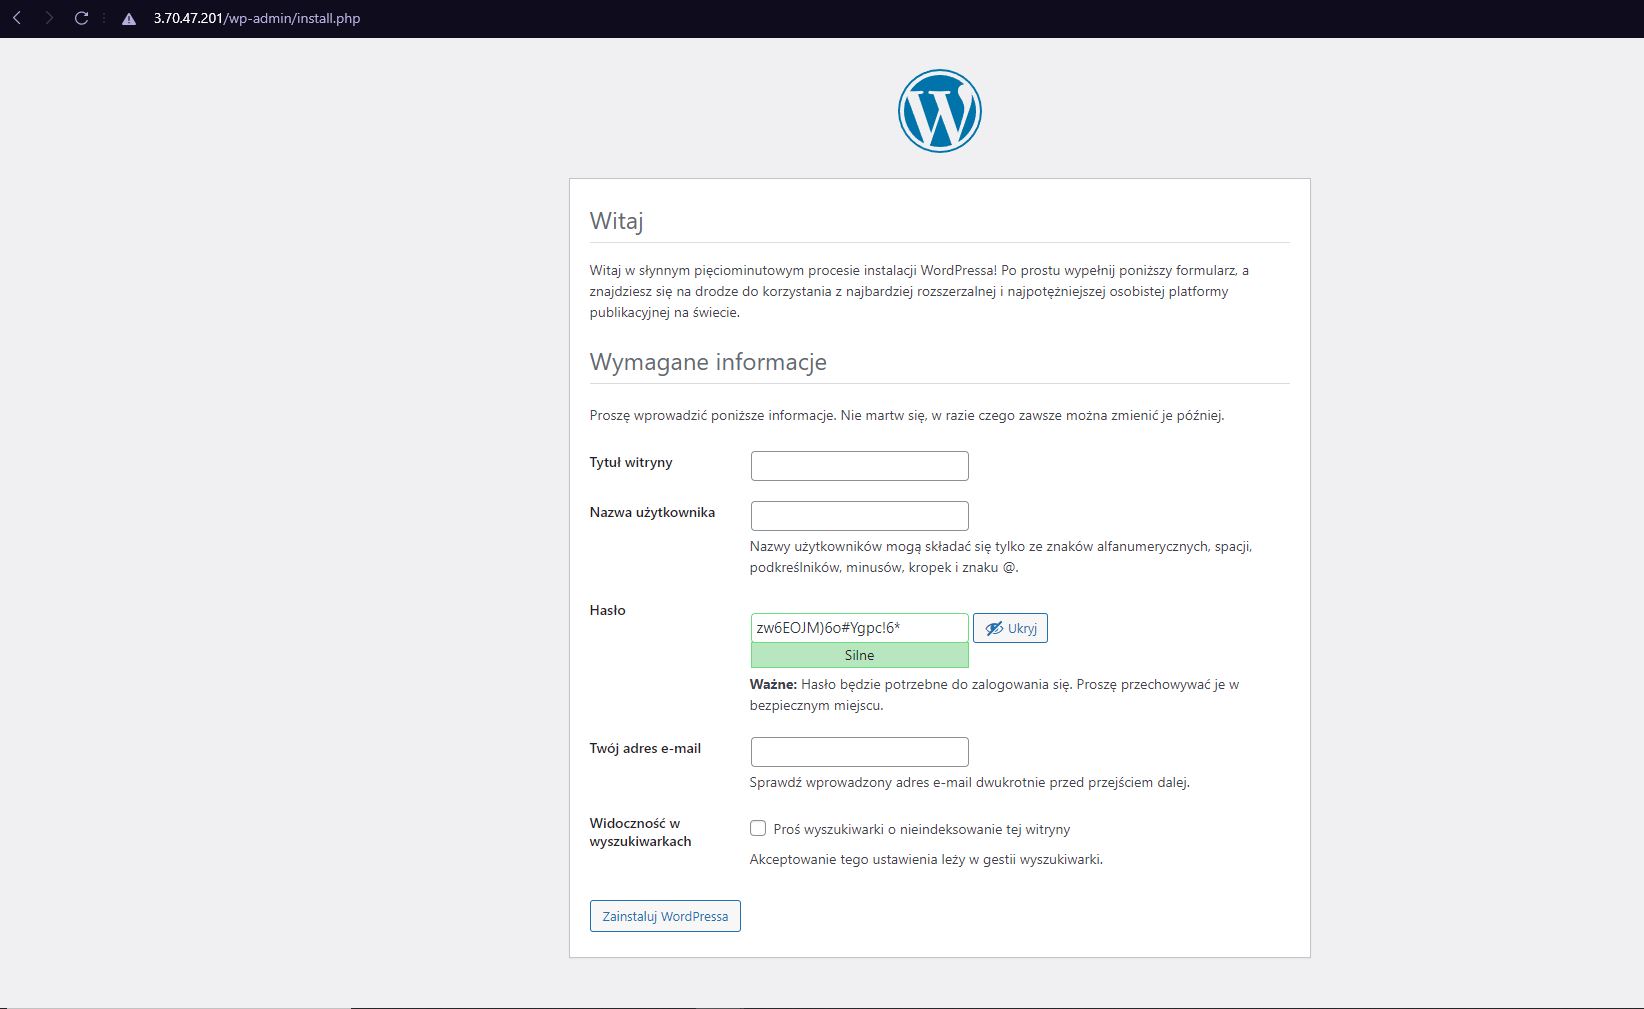 3.70.47.201/wp-admin/install.php
Witaj
Witaj w słynnym pięciominutowym procesie instalacji WordPressa! Po prostu wypełnij poniższy formularz, a
znajdziesz się na drodze do korzystania z najbardziej rozszerzalnej i najpotężniejszej osobistej platformy
publikacyjnej na świecie.
Wymagane informacje
Proszę wprowadzić poniższe informacje. Nie martw się, w razie czego zawsze można zmienić je później.
Tytuł witryny
Nazwa użytkownika
Nazwy użytkowników mogą składać się tylko ze znaków alfanumerycznych, spacji,
podkreślników, minusów, kropek i znaku @.
Hasło
zw6EOJM)6o#Ygpc!6*
Ukryj
Silne
Ważne: Hasło będzie potrzebne do zalogowania się. Proszę przechowywać je w
bezpiecznym miejscu.
Twój adres e-mail
Sprawdź wprowadzony adres e-mail dwukrotnie przed przejściem dalej.
Widoczność w
wyszukiwarkach
Proś wyszukiwarki o nieindeksowanie tej witryny
Akceptowanie tego ustawienia leży w gestii wyszukiwarki.
Zainstaluj WordPressa